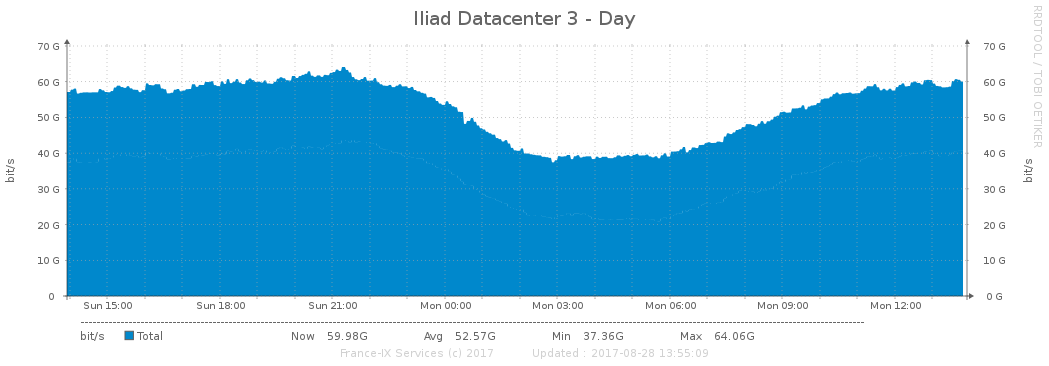 Iliad Datacenter 3 - Day
RRDTOOL / TOBI OETIKER
bit/s
70 G 70 G
60 G 60 G
50 G 50 G
40 G 40 G
30 G 30 G
20 G 20 G
10 G 10 G
0 0 G
bit/s
Sun 15:00 Sun 18:00 Sun 21:00 Mon 00:00 Mon 03:00 Mon 06:00 Mon 09:00 Mon 12:00
bit/s Total Now 59.98G Avg 52.57G Min 37.36G Max 64.06G
France-IX Services (c) 2017 Updated : 2017-08-28 13:55:09